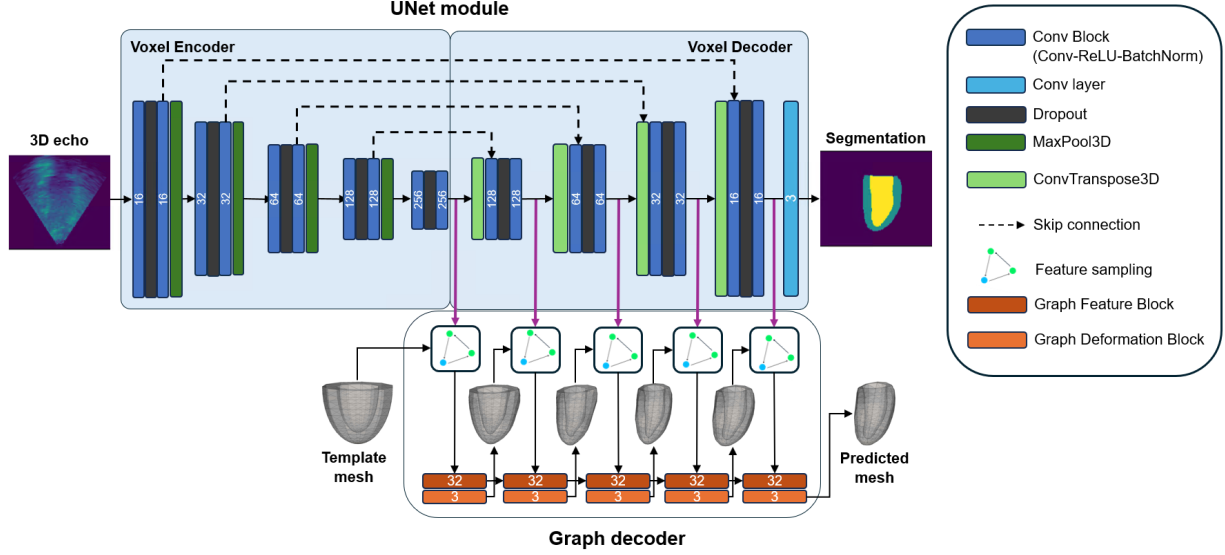 UNet module
Voxel Encoder
Voxel Decoder
3D echo
Segmentation
16
16
32
32
64
64
128
128
256
256
128
128
64
64
32
32
16
16
3
Template
mesh
Predicted
mesh
32
32
32
32
32
3
3
3
3
3
Graph decoder
Conv Block
(Conv-ReLU-BatchNorm)
Conv layer
Dropout
MaxPool3D
ConvTranspose3D
Skip connection
Feature sampling
Graph Feature Block
Graph Deformation Block